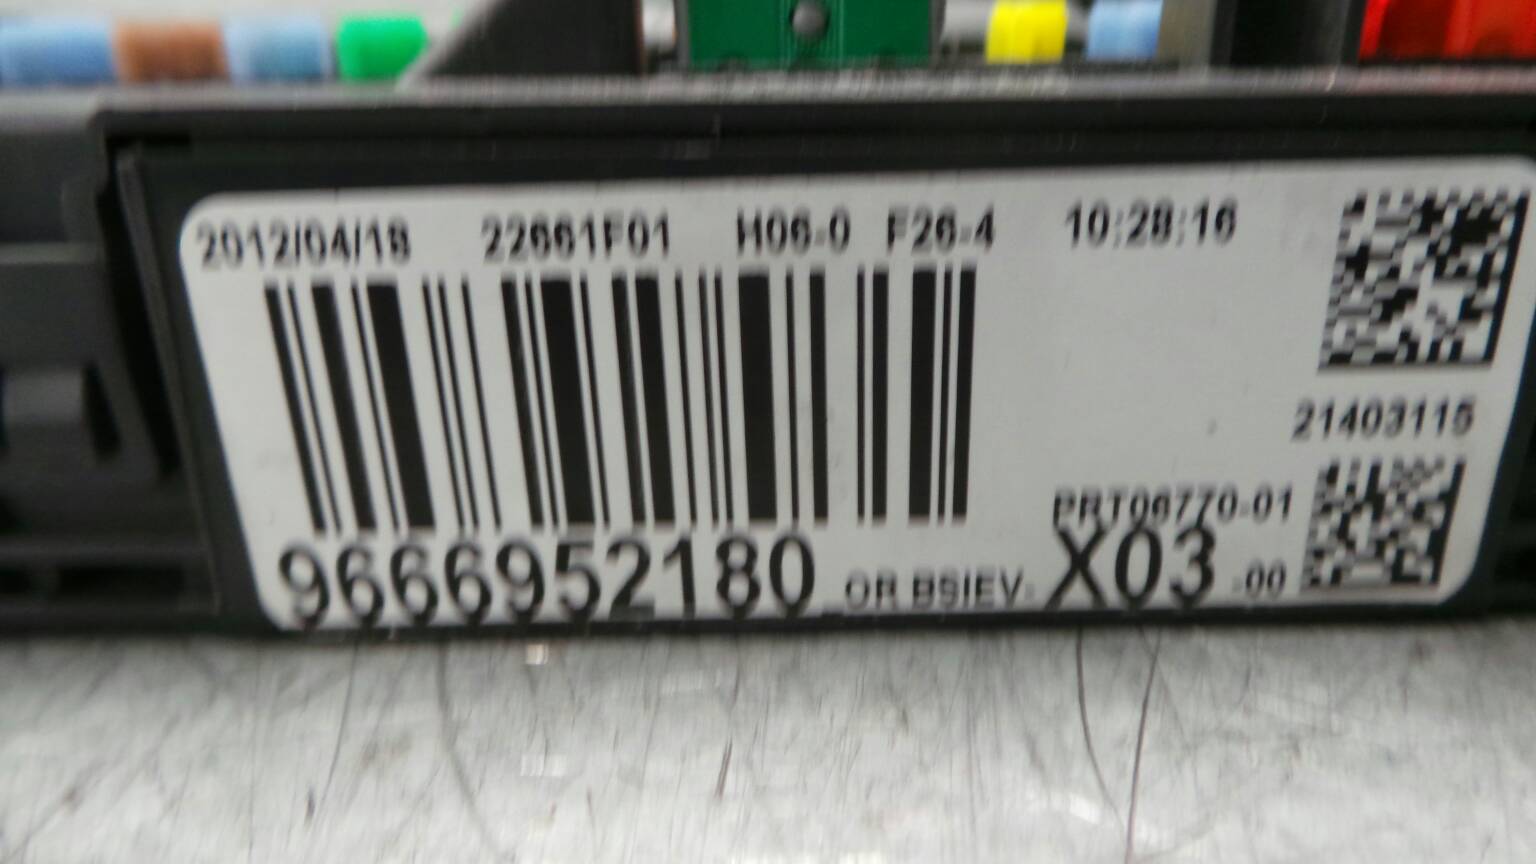 2012/04/18 22661F01 H06-0 F26-4 10:28:16
21403115
PRT06770-01
9666952180 OR BSIEV- X03 -00